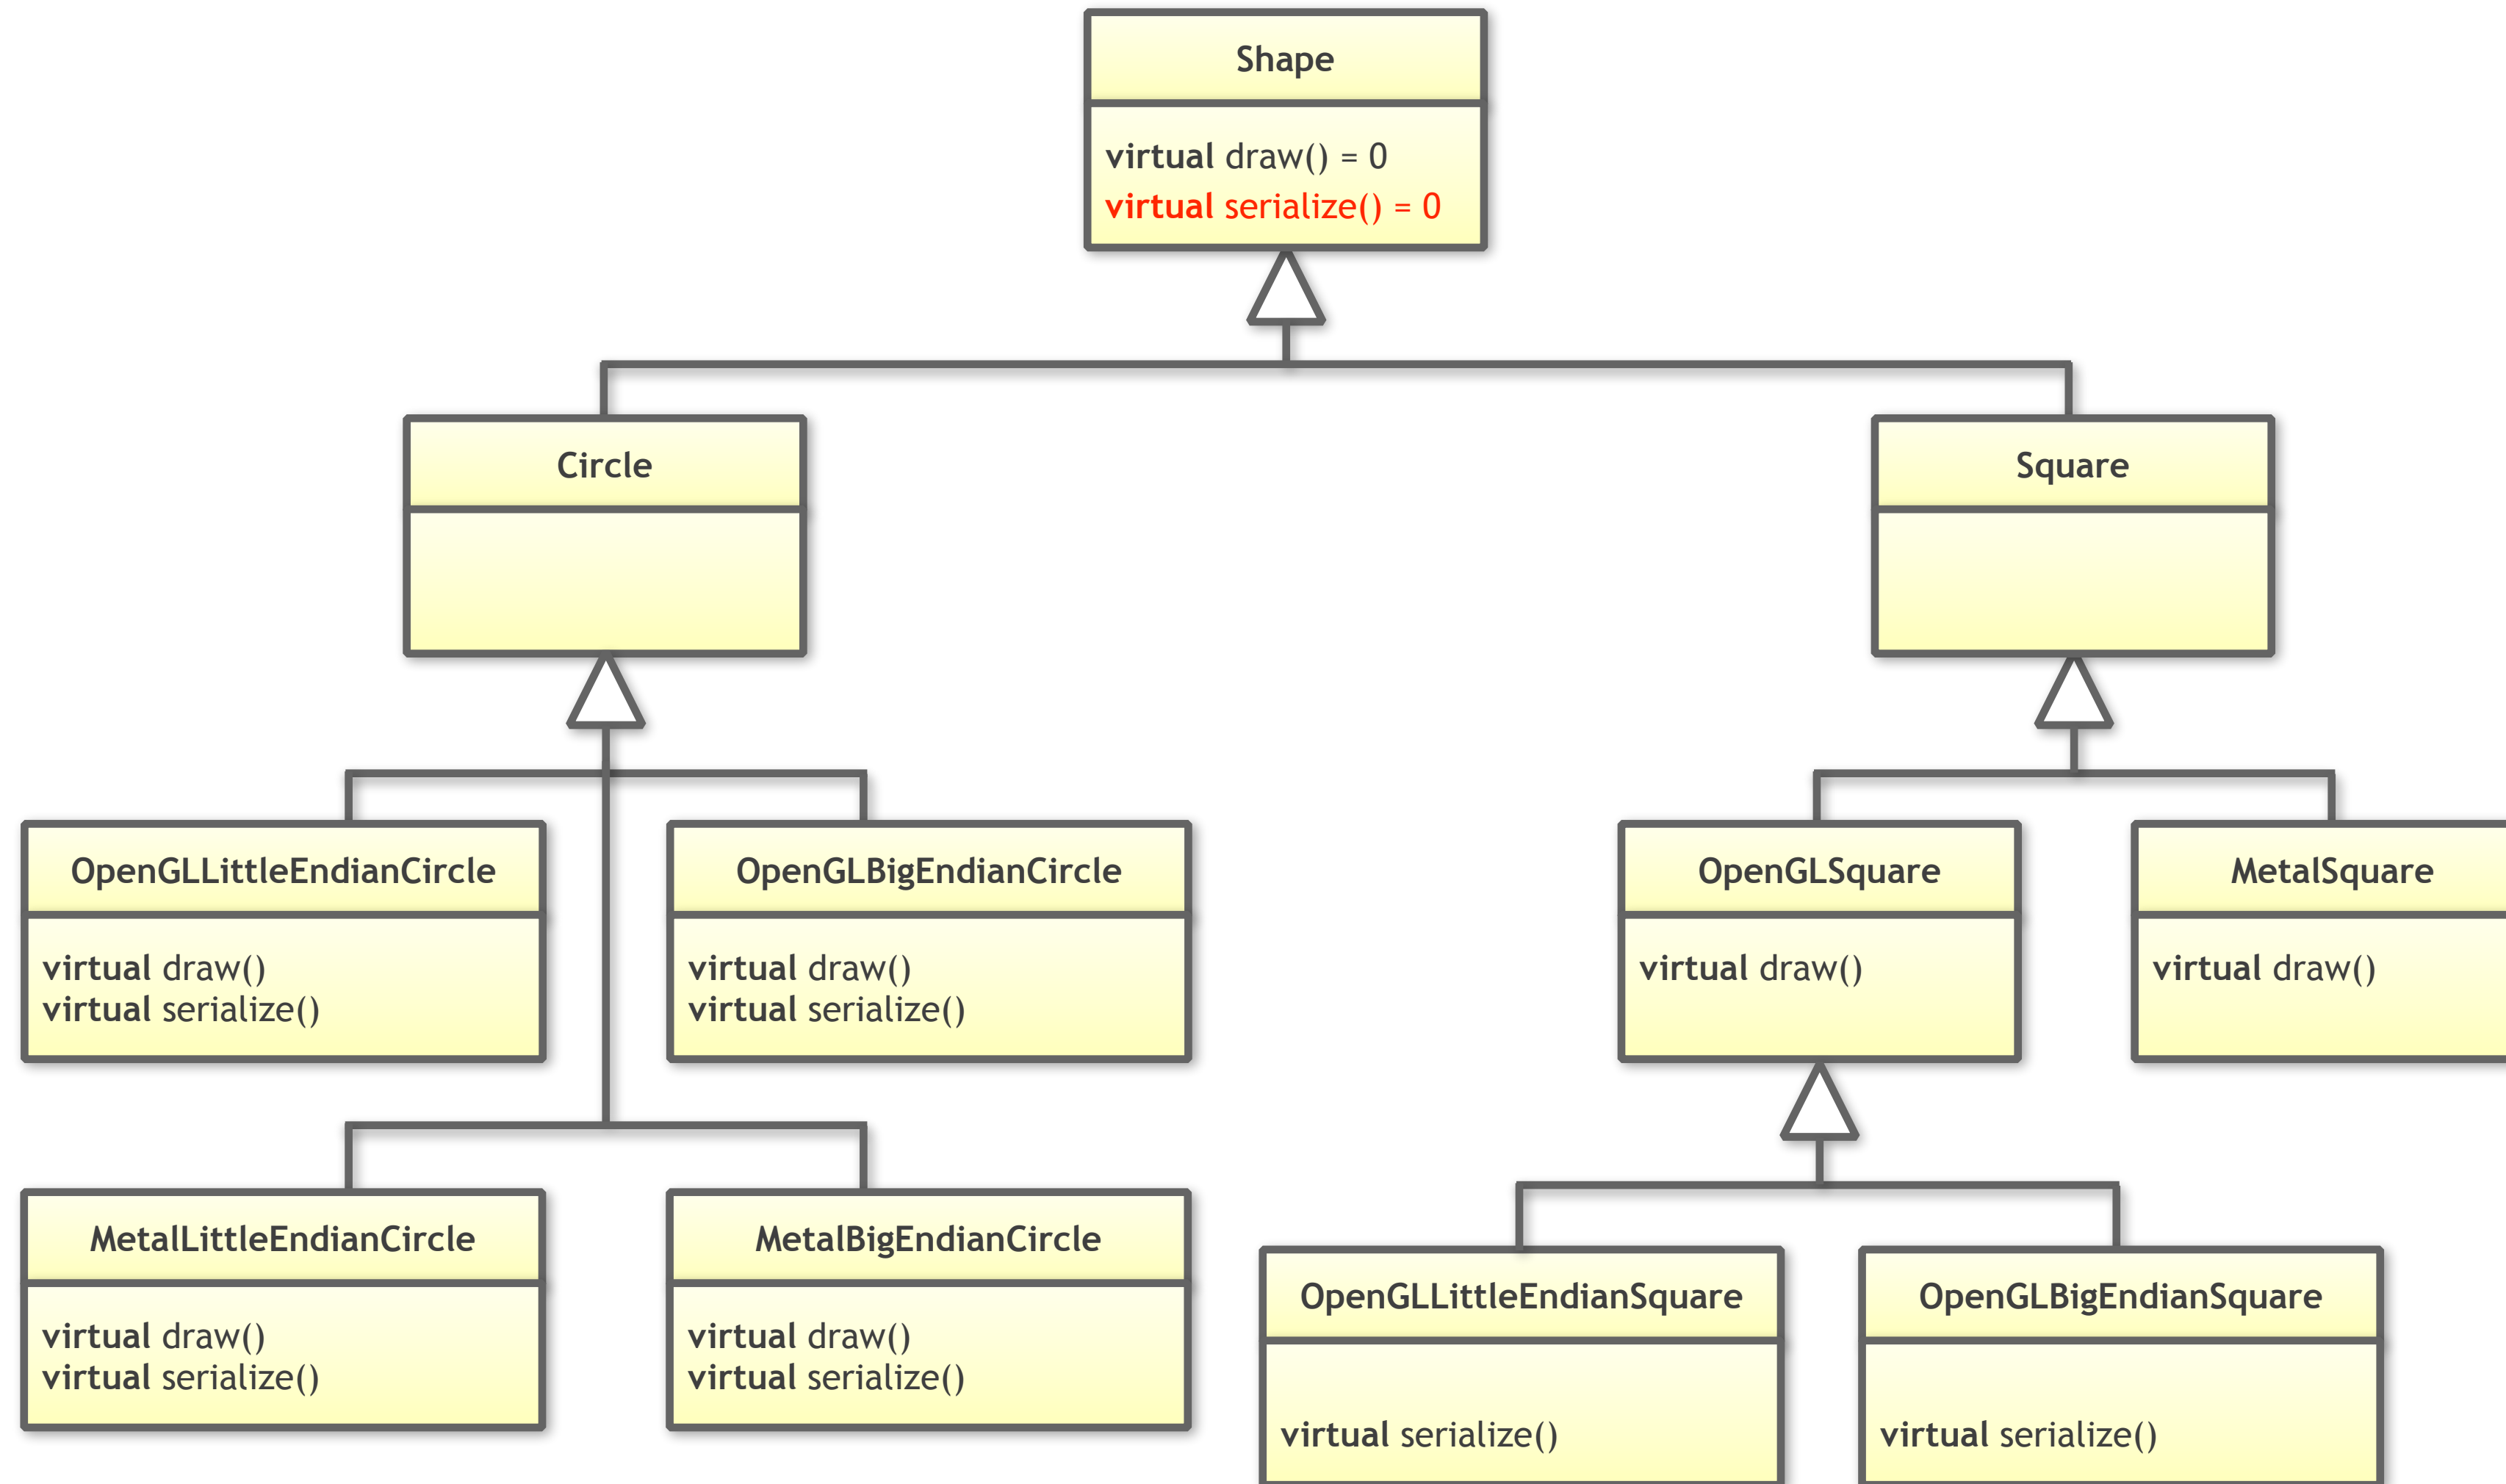 Shape
virtual draw() = 0
virtual serialize() = 0
Circle
Square
OpenGLLittleEndianCircle
virtual draw()
virtual serialize()
OpenGLBigEndianCircle
virtual draw()
virtual serialize()
OpenGLSquare
virtual draw()
MetalSquare
virtual draw()
MetalLittleEndianCircle
virtual draw()
virtual serialize()
MetalBigEndianCircle
virtual draw()
virtual serialize()
OpenGLLittleEndianSquare
virtual serialize()
OpenGLBigEndianSquare
virtual serialize()